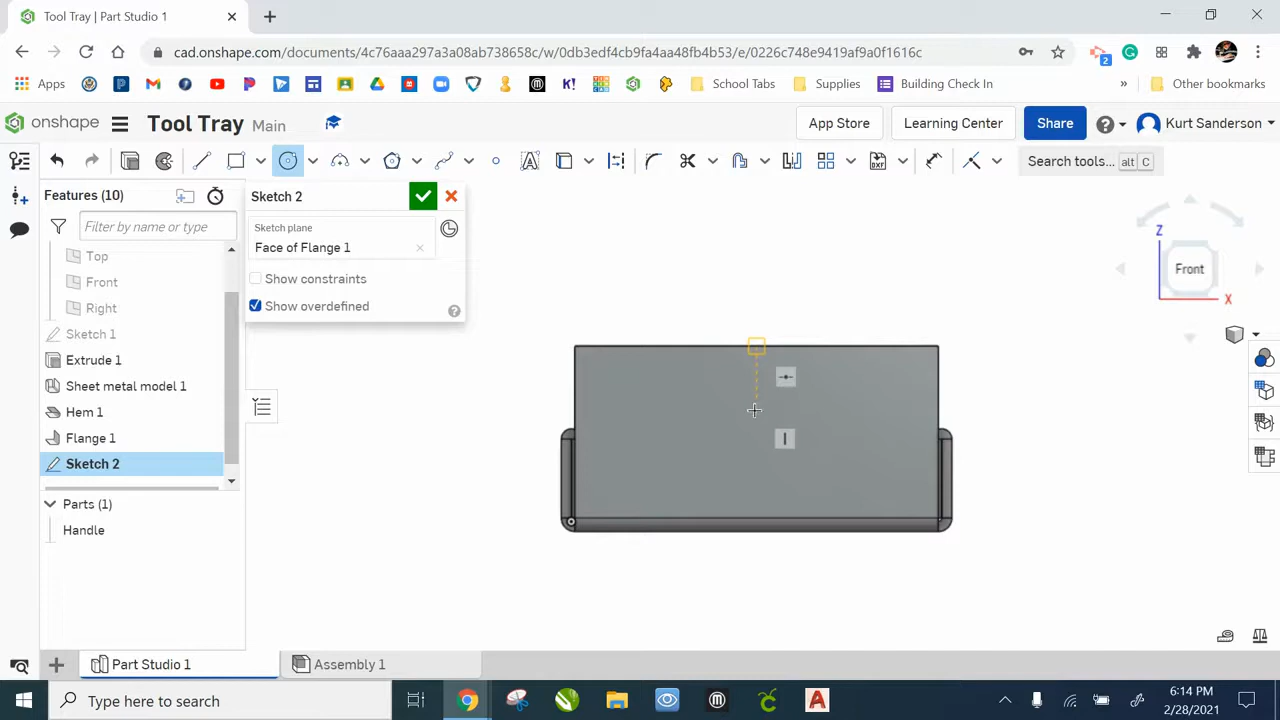 Tool Tray | Part Studio 1
cad.onshape.com/documents/4c76aaa297a3a08ab738658c/w/0db3edf4cb9fa4aa48fb4b53/e/0226c748e9419af9a0f1616c
2
Apps
K!
School Tabs
Supplies
Building Check In
»
Other bookmarks
onshape
Tool Tray Main
App Store
Learning Center
Share
Kurt Sanderson
Search tools... alt C
Features (10)
Filter by name or type
Top
Front
Right
Sketch 1
Extrude 1
Sheet metal model 1
Hem 1
Flange 1
Sketch 2
Parts (1)
Handle
Sketch 2
Sketch plane
Face of Flange 1
Show constraints
Show overdefined
Z
Front
X
Part Studio 1
Assembly 1
Type here to search
6:14 PM
2/28/2021